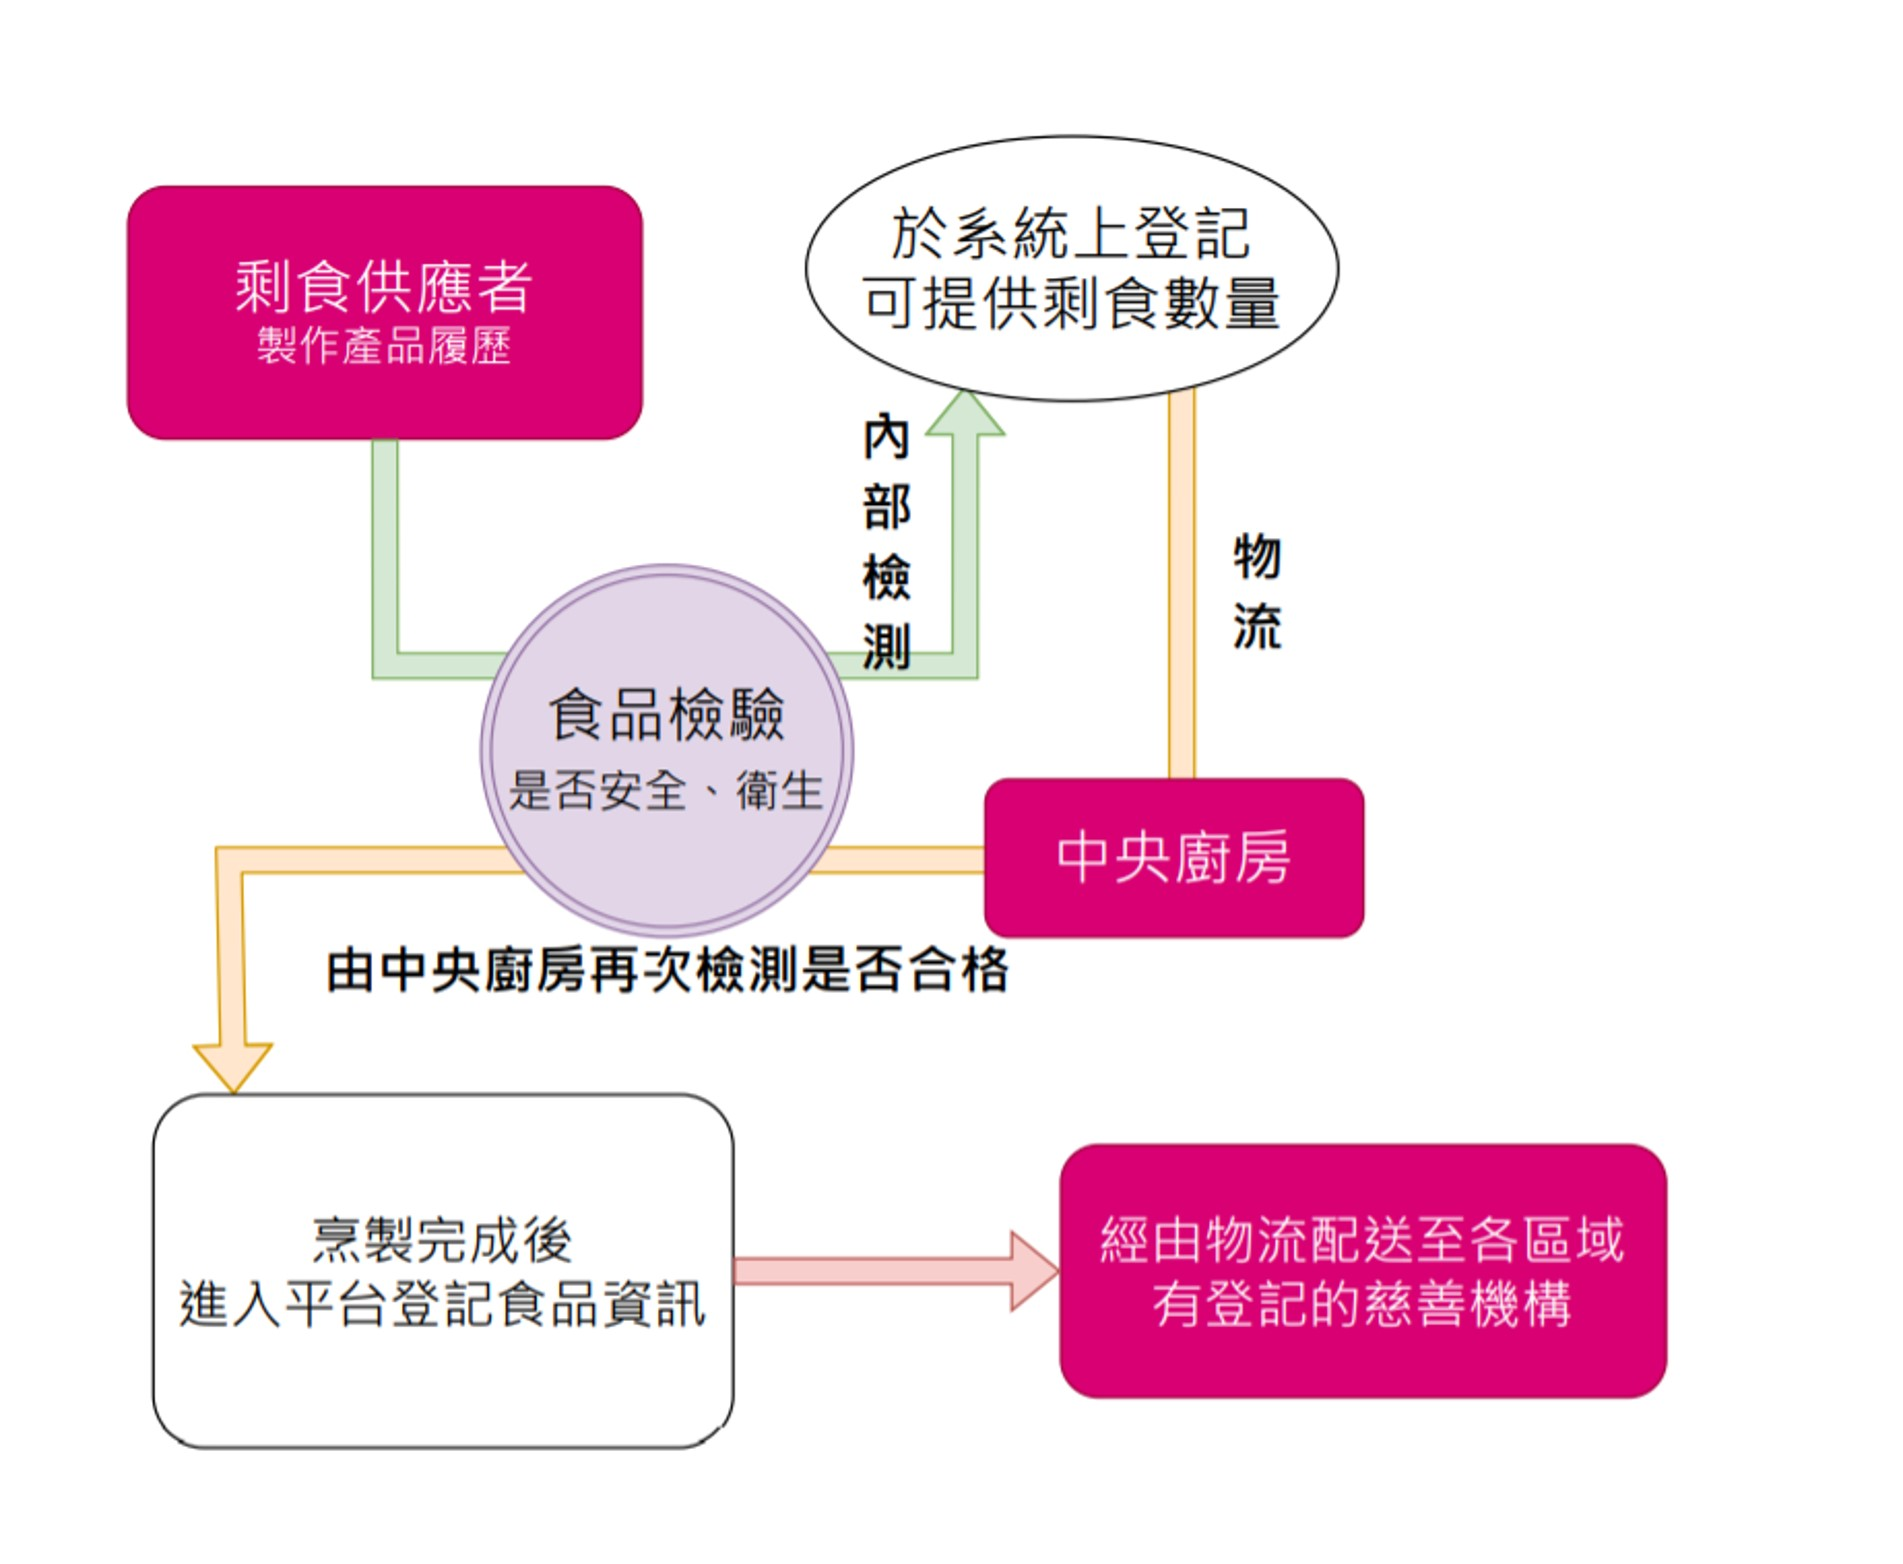 剩食供應者
製作產品履歷
於系統上登記
可提供剩食數量
內部檢測
物流
食品檢驗
是否安全、衛生
中央廚房
由中央廚房再次檢測是否合格
烹製完成後
進入平台登記食品資訊
經由物流配送至各區域
有登記的慈善機構